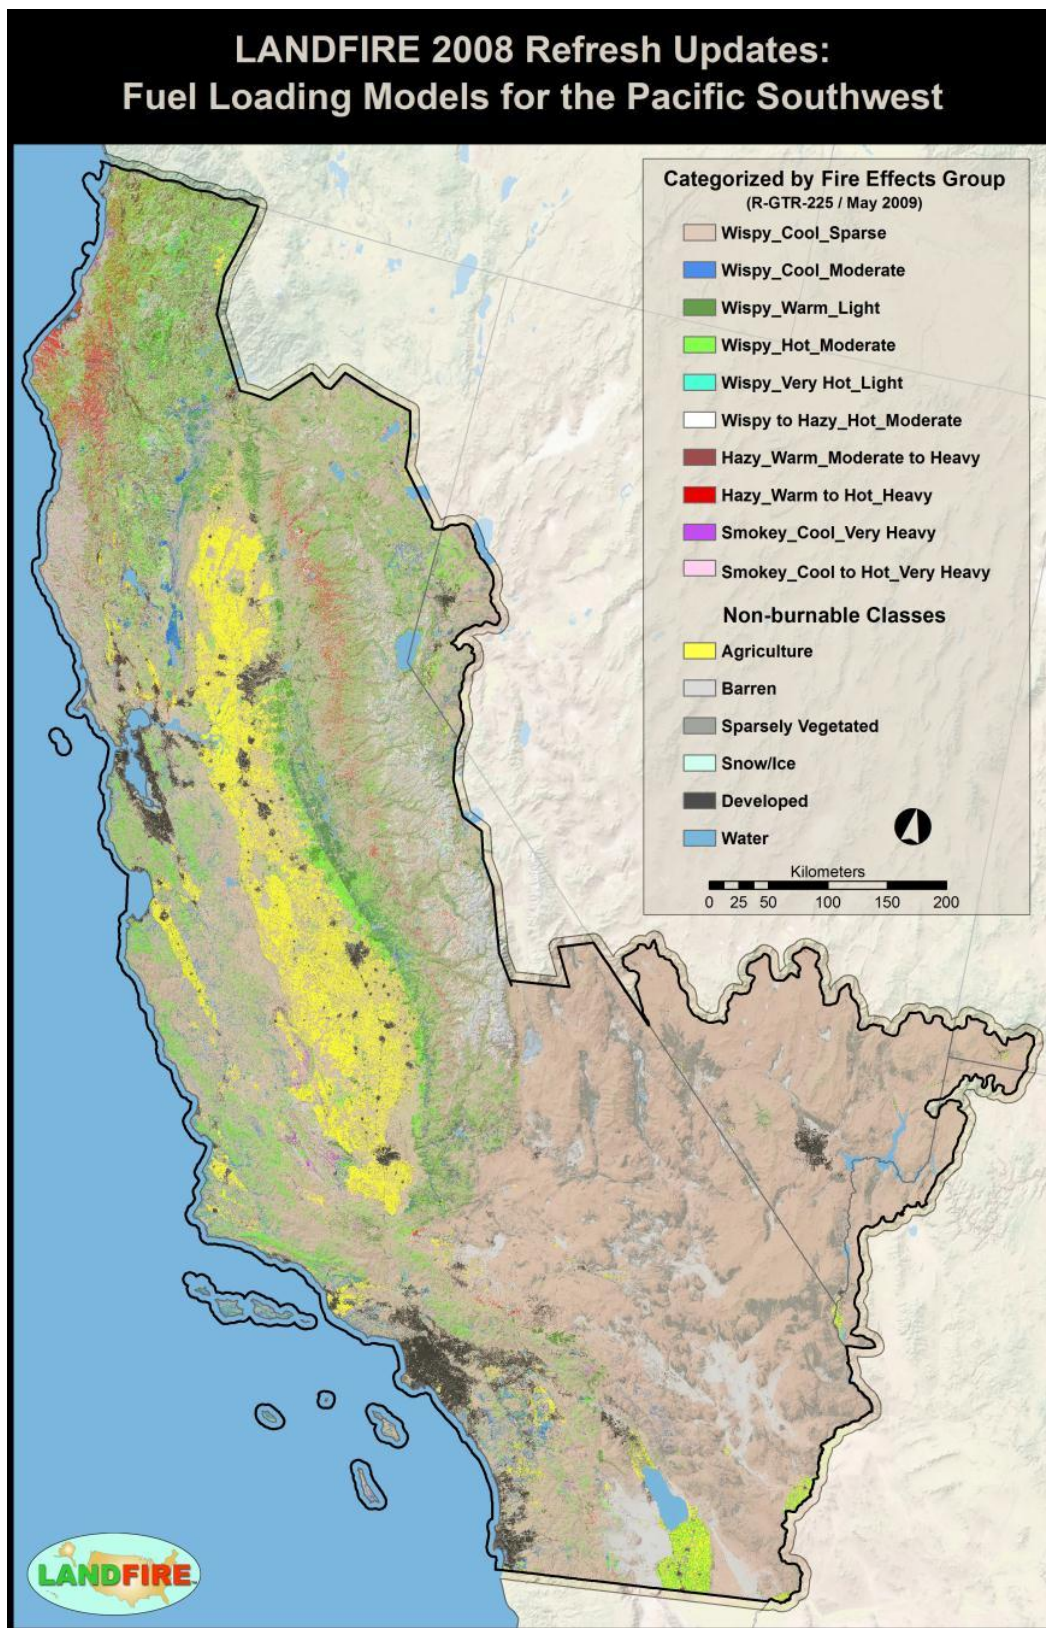 LANDFIRE 2008 Refresh Updates:
Fuel Loading Models for the Pacific Southwest
Categorized by Fire Effects Group
(R-GTR-225 / May 2009)
Wispy_Cool_Sparse
Wispy_Cool_Moderate
Wispy_Warm_Light
Wispy_Hot_Moderate
Wispy_Very Hot_Light
Wispy to Hazy_Hot_Moderate
Hazy_Warm_Moderate to Heavy
Hazy_Warm to Hot_Heavy
Smokey_Cool_Very Heavy
Smokey_Cool to Hot_Very Heavy
Non-burnable Classes
Agriculture
Barren
Sparsely Vegetated
Snow/Ice
Developed
Water
Kilometers
0 25 50 100 150 200
LANDFIRE